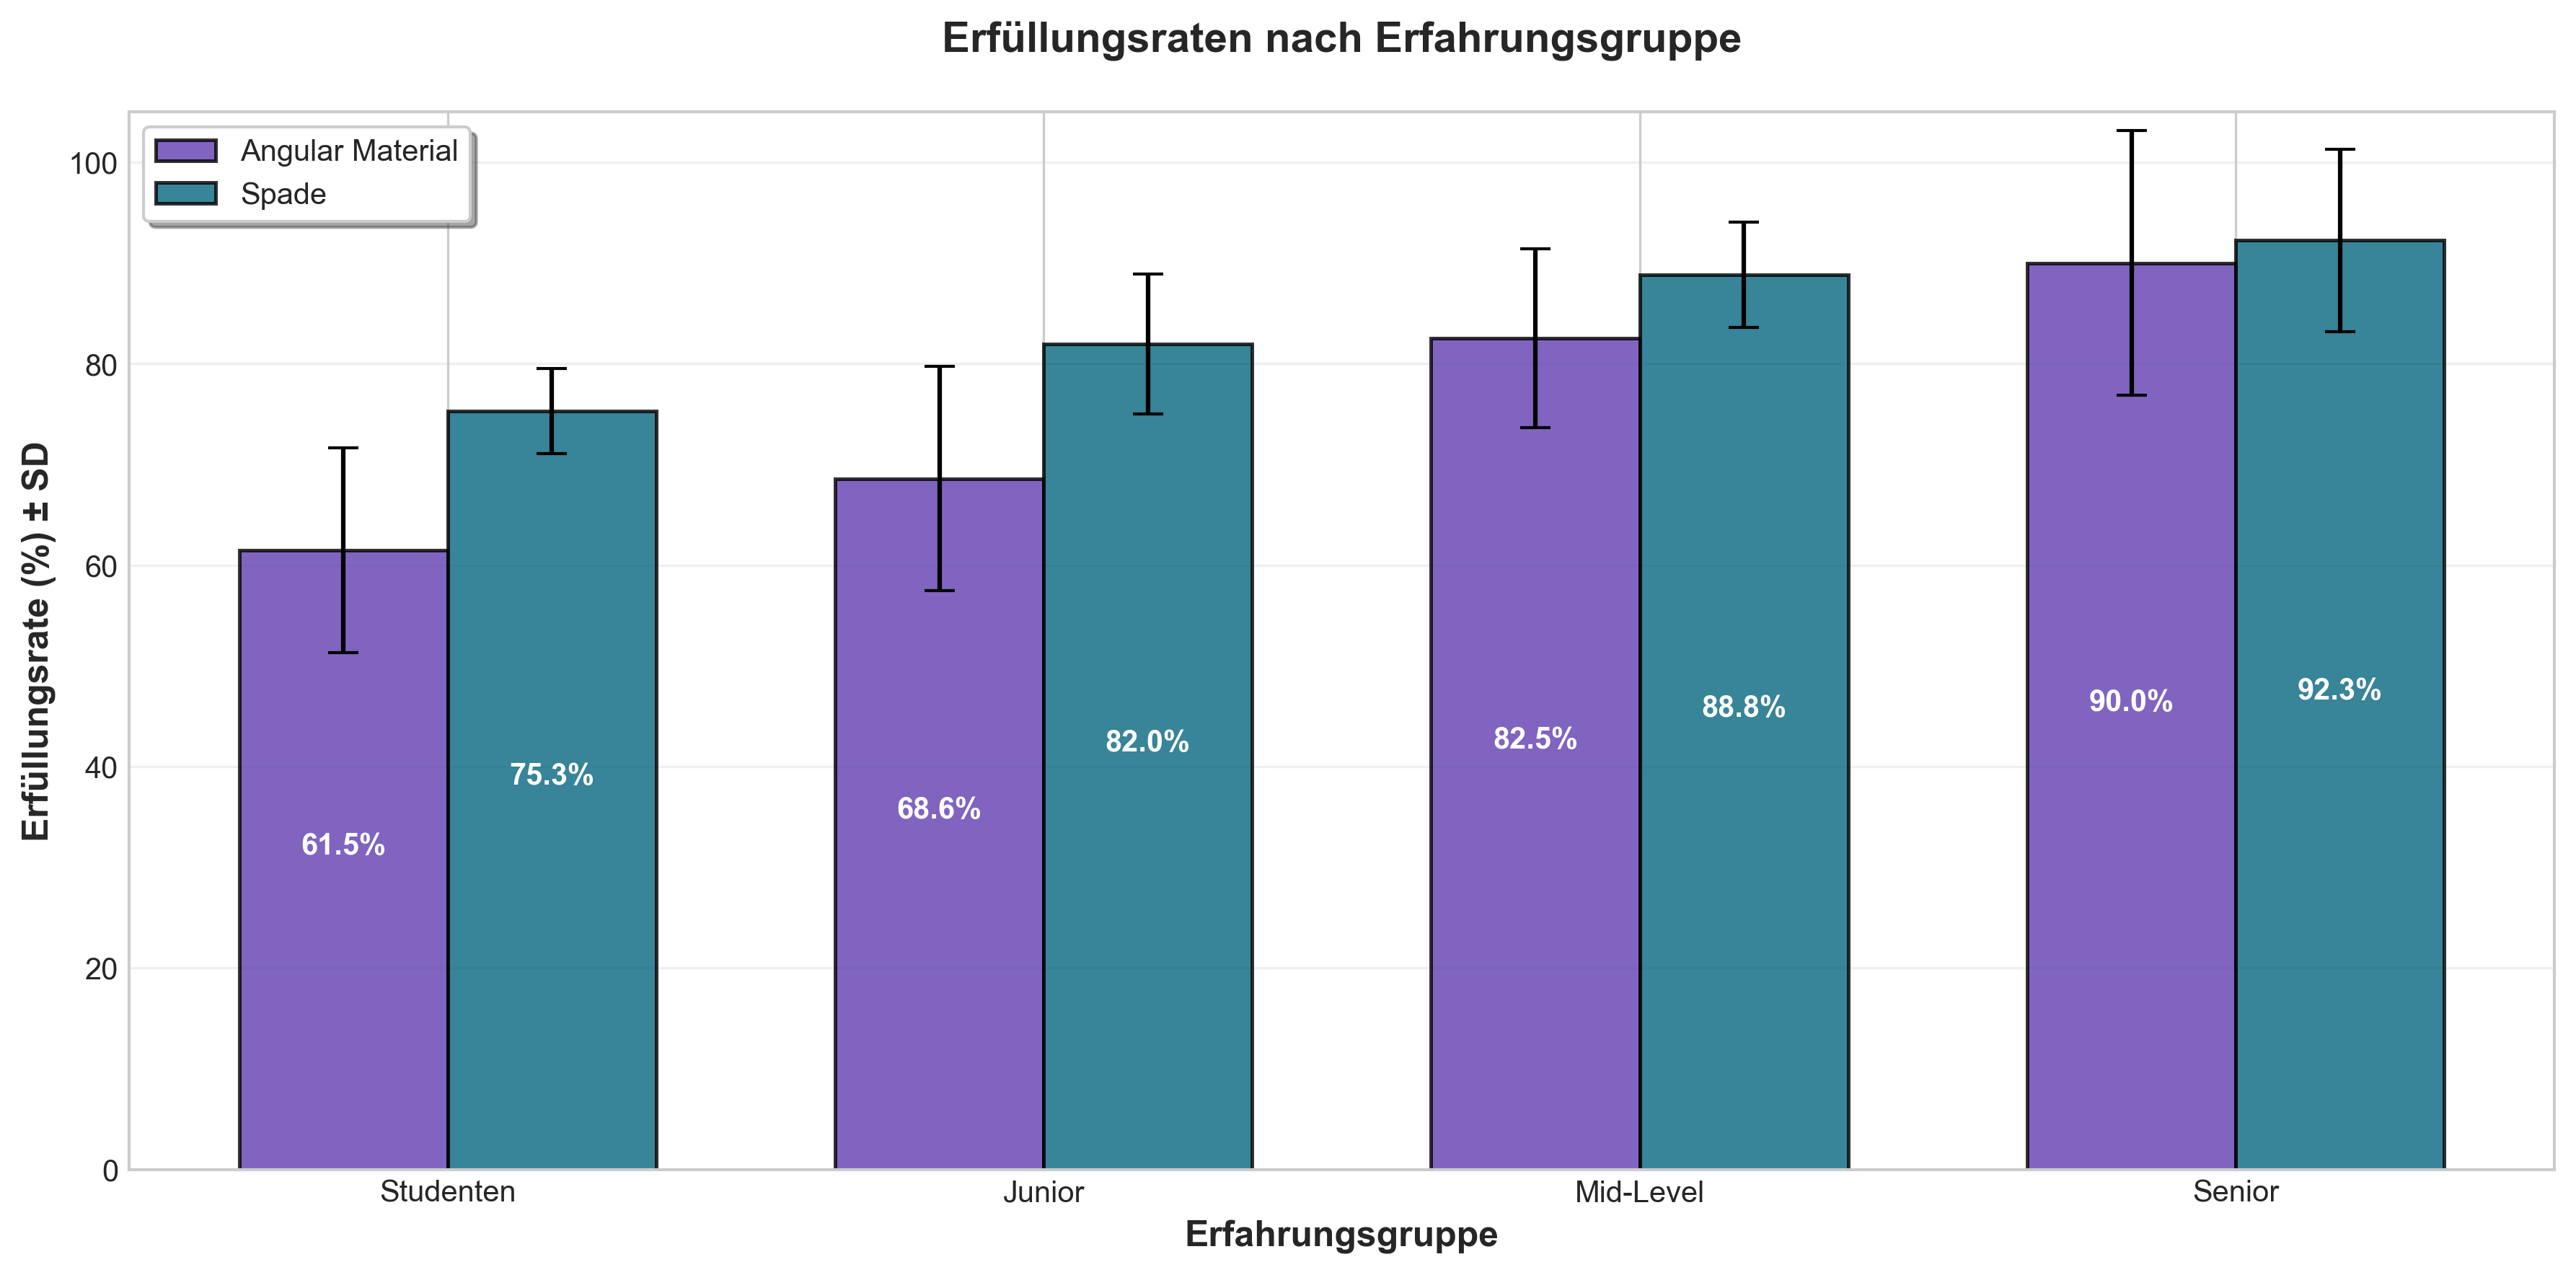 Erfüllungsraten nach Erfahrungsgruppe
Angular Material
Spade
Erfüllungsrate (%) ± SD
100
80
60
40
20
0
61.5%
75.3%
68.6%
82.0%
82.5%
88.8%
90.0%
92.3%
Studenten
Junior
Mid-Level
Senior
Erfahrungsgruppe